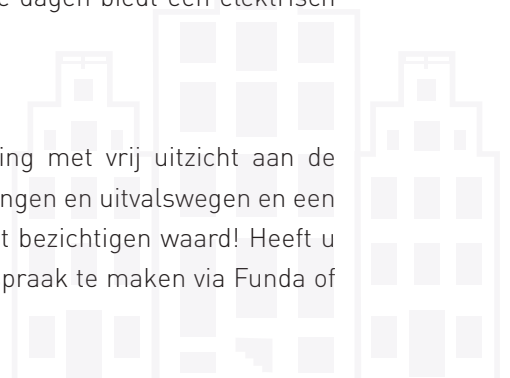 dagen biedt een elektrisch
ing met vrij uitzicht aan de
ngen en uitvalswegen en een
t bezichtigen waard! Heeft u
praak te maken via Funda of